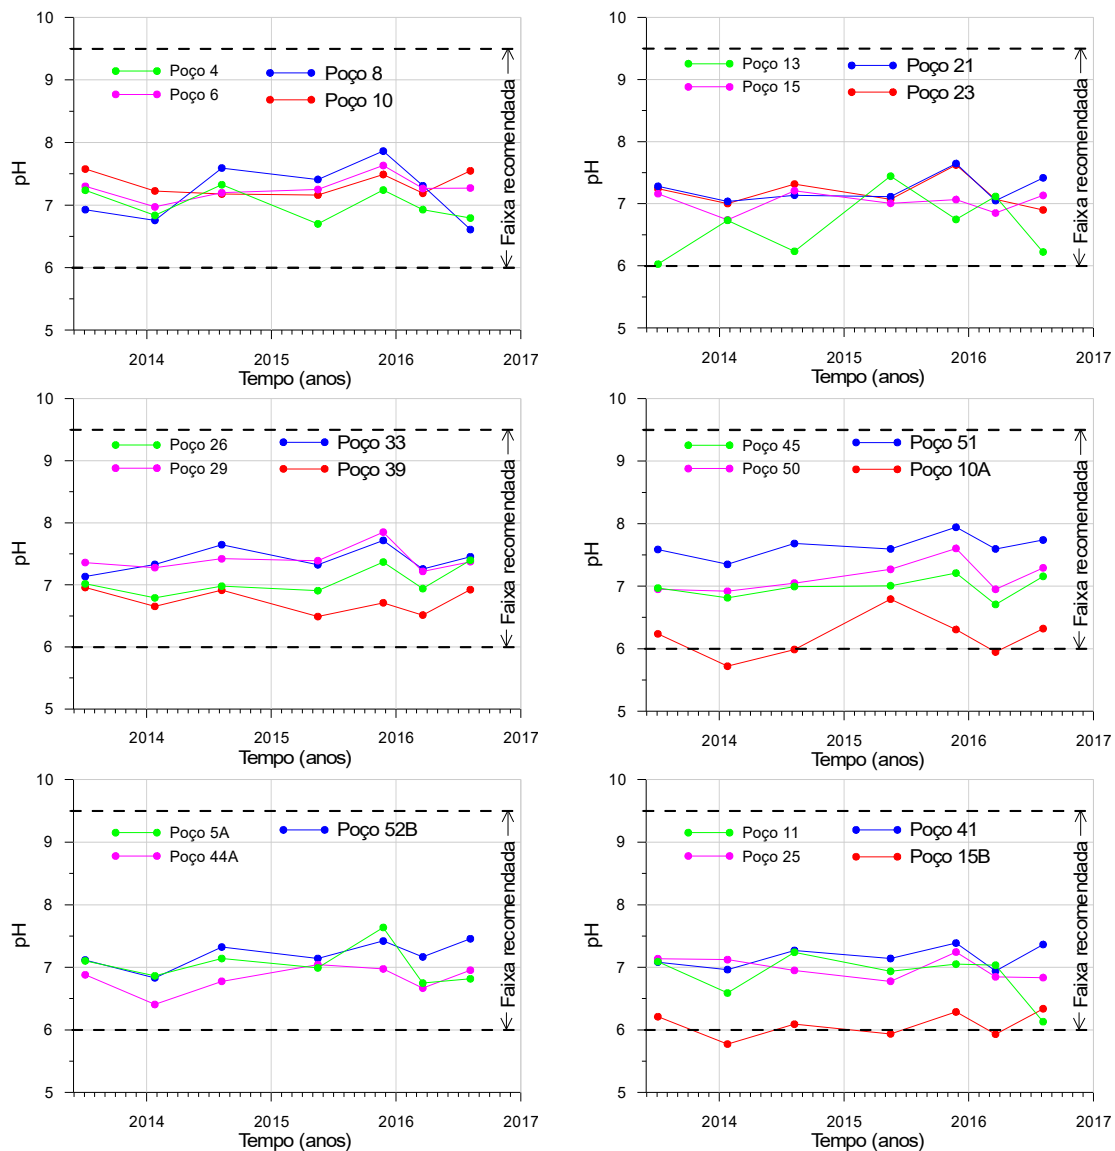 10
9
8
7
6
5
pH
Poço 4
Poço 6
Poço 8
Poço 10
Faixa recomendada
2014 2015 2016 2017
Tempo (anos)
10
9
8
7
6
5
pH
Poço 13
Poço 15
Poço 21
Poço 23
Faixa recomendada
2014 2015 2016 2017
Tempo (anos)
10
9
8
7
6
5
pH
Poço 26
Poço 29
Poço 33
Poço 39
Faixa recomendada
2014 2015 2016 2017
Tempo (anos)
10
9
8
7
6
5
pH
Poço 45
Poço 50
Poço 51
Poço 10A
Faixa recomendada
2014 2015 2016 2017
Tempo (anos)
10
9
8
7
6
5
pH
Poço 5A
Poço 44A
Poço 52B
Faixa recomendada
2014 2015 2016 2017
Tempo (anos)
10
9
8
7
6
5
pH
Poço 11
Poço 25
Poço 41
Poço 15B
Faixa recomendada
2014 2015 2016 2017
Tempo (anos)